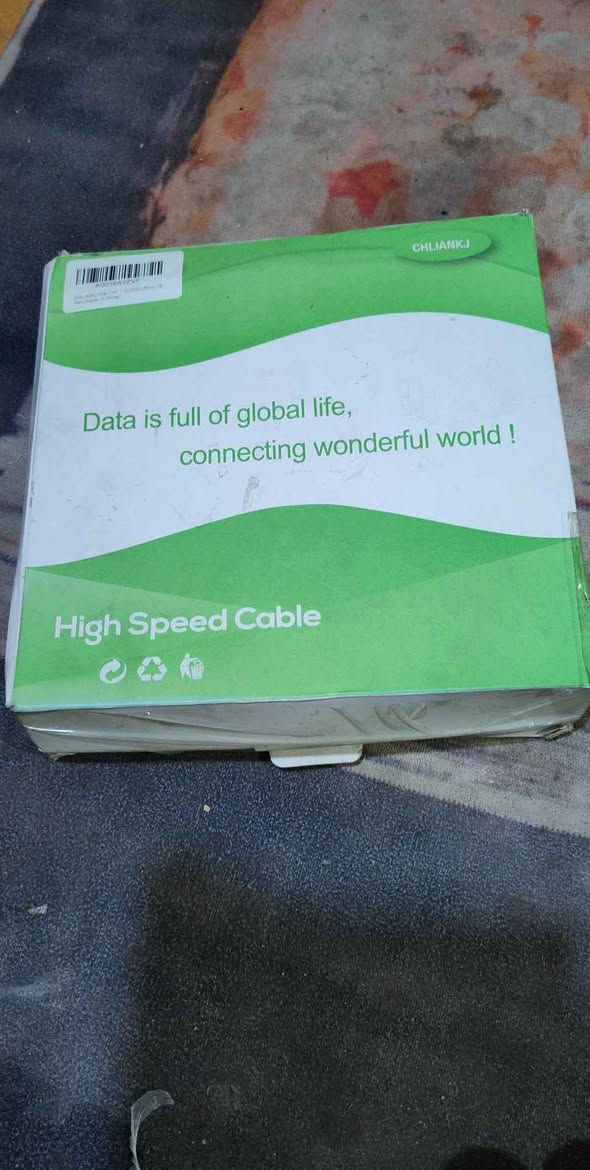 CHLIANKJ
Data is full of global life,
connecting wonderful world !
High Speed Cable